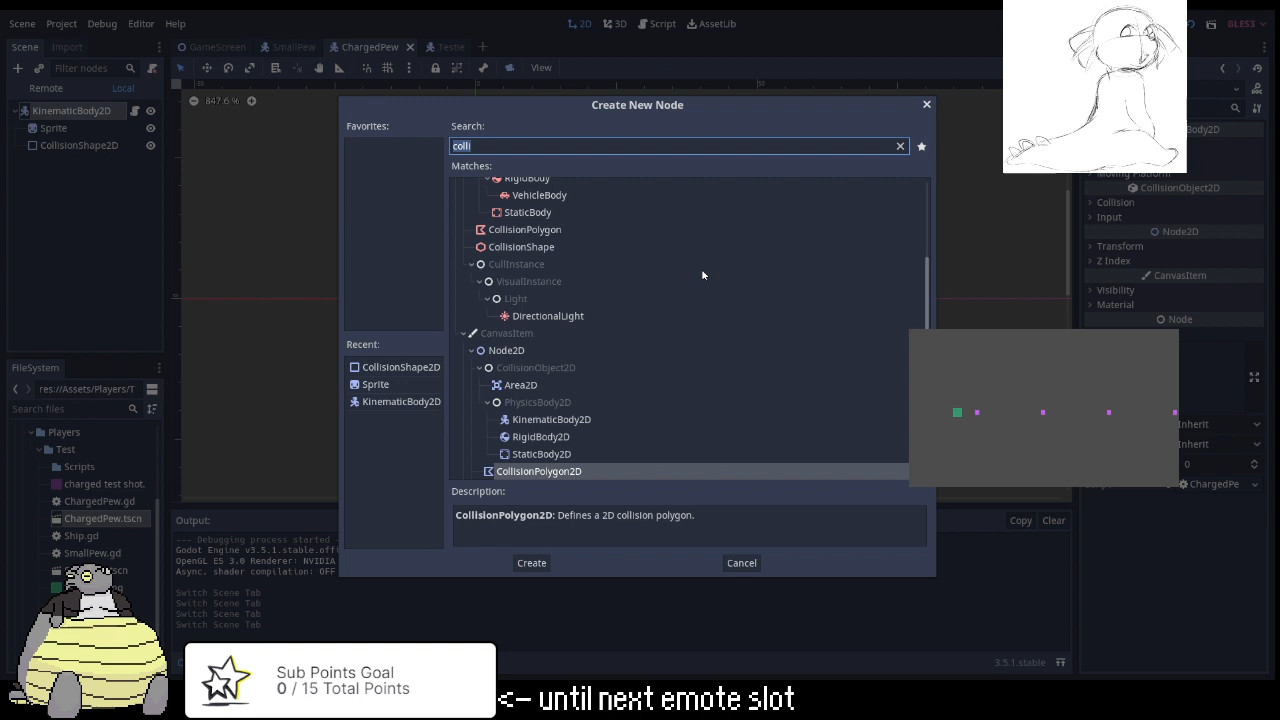 Scene Project Debug Editor Help
2D 3D Script AssetLib
GLES3
Scene Import
GameScreen SmallPew ChargedPew Testie
Filter nodes
View
Remote Local
847.6 %
KinematicBody2D
Sprite
CollisionShape2D
Create New Node
Favorites:
Search:
colli
Matches:
RigidBody
VehicleBody
StaticBody
CollisionPolygon
CollisionShape
CullInstance
VisualInstance
Light
DirectionalLight
CanvasItem
Node2D
CollisionObject2D
Area2D
PhysicsBody2D
KinematicBody2D
RigidBody2D
StaticBody2D
CollisionPolygon2D
Recent:
CollisionShape2D
Sprite
KinematicBody2D
Description:
CollisionPolygon2D: Defines a 2D collision polygon.
Create Cancel
CollisionObject2D
Collision
Input
Node2D
Transform
Z Index
CanvasItem
Visibility
Material
Node
Inherit
Inherit
0
ChargedPe
FileSystem
res://Assets/Players/T
Search files
Players
Test
Scripts
charged test shot.
ChargedPew.gd
ChargedPew.tscn
Ship.gd
SmallPew.gd
Output:
Copy Clear
--- Debugging process started
Godot Engine v3.5.1.stable.offi
OpenGL ES 3.0 Renderer: NVIDIA
Async. shader compilation: OFF
Switch Scene Tab
Switch Scene Tab
Switch Scene Tab
Switch Scene Tab
3.5.1.stable
Sub Points Goal
0 / 15 Total Points
<- until next emote slot